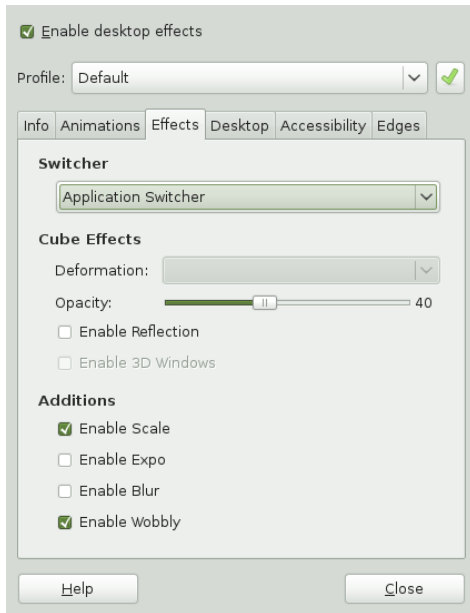 Enable desktop effects
Profile: Default
Info Animations Effects Desktop Accessibility Edges
Switcher
Application Switcher
Cube Effects
Deformation:
Opacity: 40
Enable Reflection
Enable 3D Windows
Additions
Enable Scale
Enable Expo
Enable Blur
Enable Wobbly
Help Close